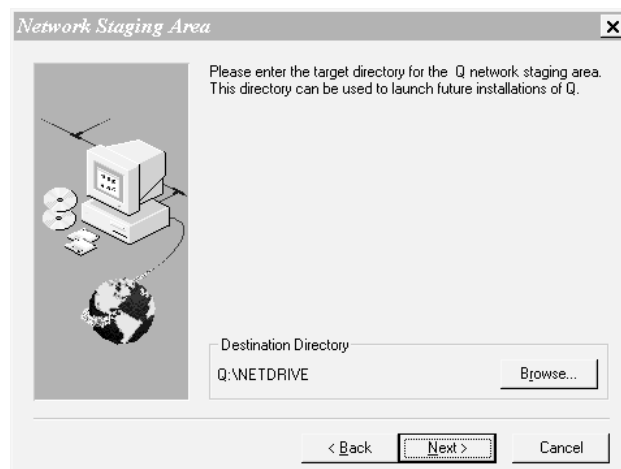 Network Staging Area
Please enter the target directory for the Q network staging area.
This directory can be used to launch future installations of Q.
Destination Directory
Q:\NETDRIVE
Browse...
< Back
Next >
Cancel